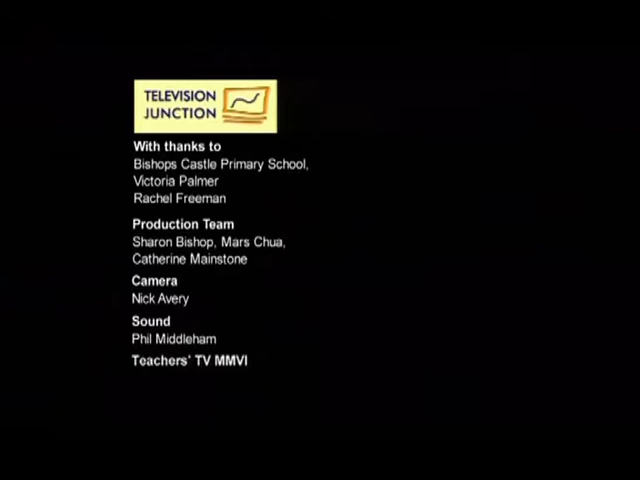 TELEVISION
JUNCTION
With thanks to
Bishops Castle Primary School,
Victoria Palmer
Rachel Freeman
Production Team
Sharon Bishop, Mars Chua,
Catherine Mainstone
Camera
Nick Avery
Sound
Phil Middleham
Teachers' TV MMVI